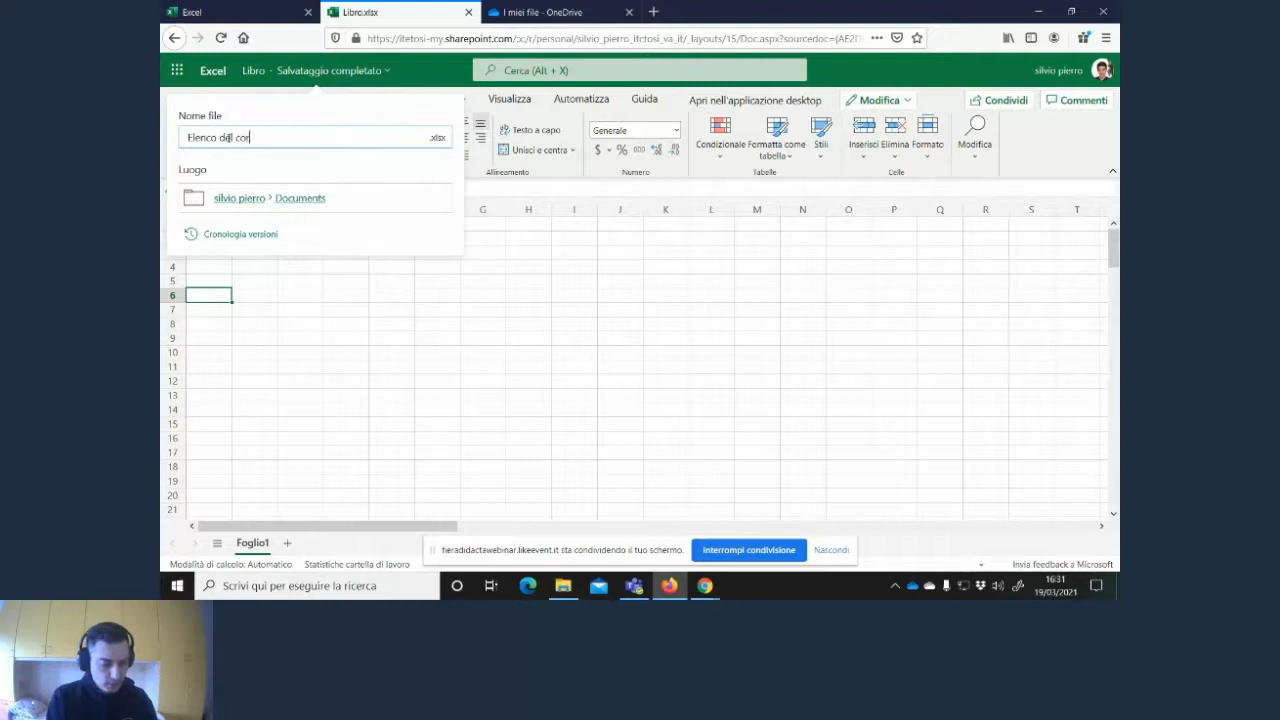 Excel
Libro.xlsx
I miei file - OneDrive
https://itetosi-my.sharepoint.com/:x:/r/personal/silvio_pierro_itctosi_va_it/_layouts/15/Doc.aspx?sourcedoc={AE2D
Excel
Libro - Salvataggio completato
Cerca (Alt + X)
silvio pierro
Visualizza
Automatizza
Guida
Apri nell'applicazione desktop
Modifica
Condividi
Commenti
Nome file
Elenco del cor
.xlsx
Luogo
silvio pierro > Documents
Cronologia versioni
Testo a capo
Unisci e centra
Allineamento
Generale
$ %
Numero
Condizionale
Formatta come tabella
Stili
Tabelle
Inserisci
Elimina
Formato
Celle
Modifica
G H I J K L M N O P Q R S T
4
5
6
7
8
9
10
11
12
13
14
15
16
17
18
19
20
21
Foglio1
fieradidactawebinar.likeevent.it sta condividendo il tuo schermo.
Interrompi condivisione
Nascondi
Modalità di calcolo: Automatico
Statistiche cartella di lavoro
Invia feedback a Microsoft
Scrivi qui per eseguire la ricerca
16:31
19/03/2021